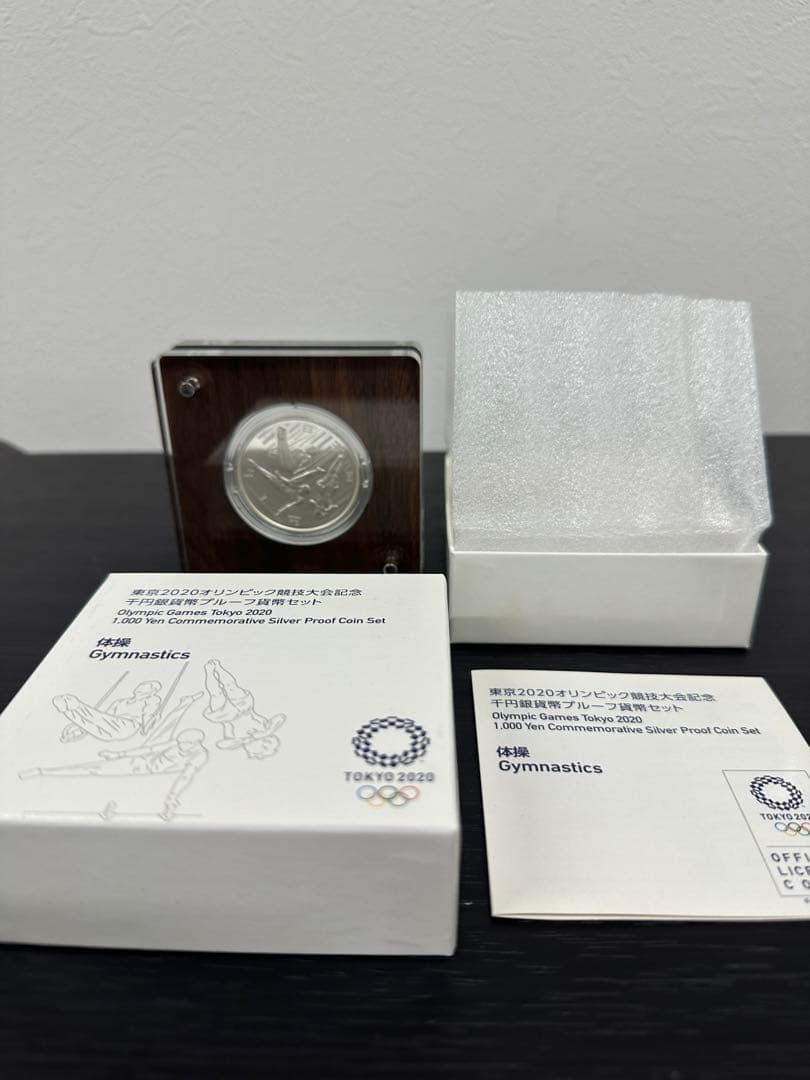 東京2020オリンピック競技大会記念
千円銀貨幣プルーフ貨幣セット
Olympic Games Tokyo 2020
1,000 Yen Commemorative Silver Proof Coin Set
体操
Gymnastics
TOKYO 2020
東京2020オリンピック競技大会記念
千円銀貨幣プルーフ貨幣セット
Olympic Games Tokyo 2020
1,000 Yen Commemorative Silver Proof Coin Set
体操
Gymnastics
TOKYO 202
OFFI
LICE
CO